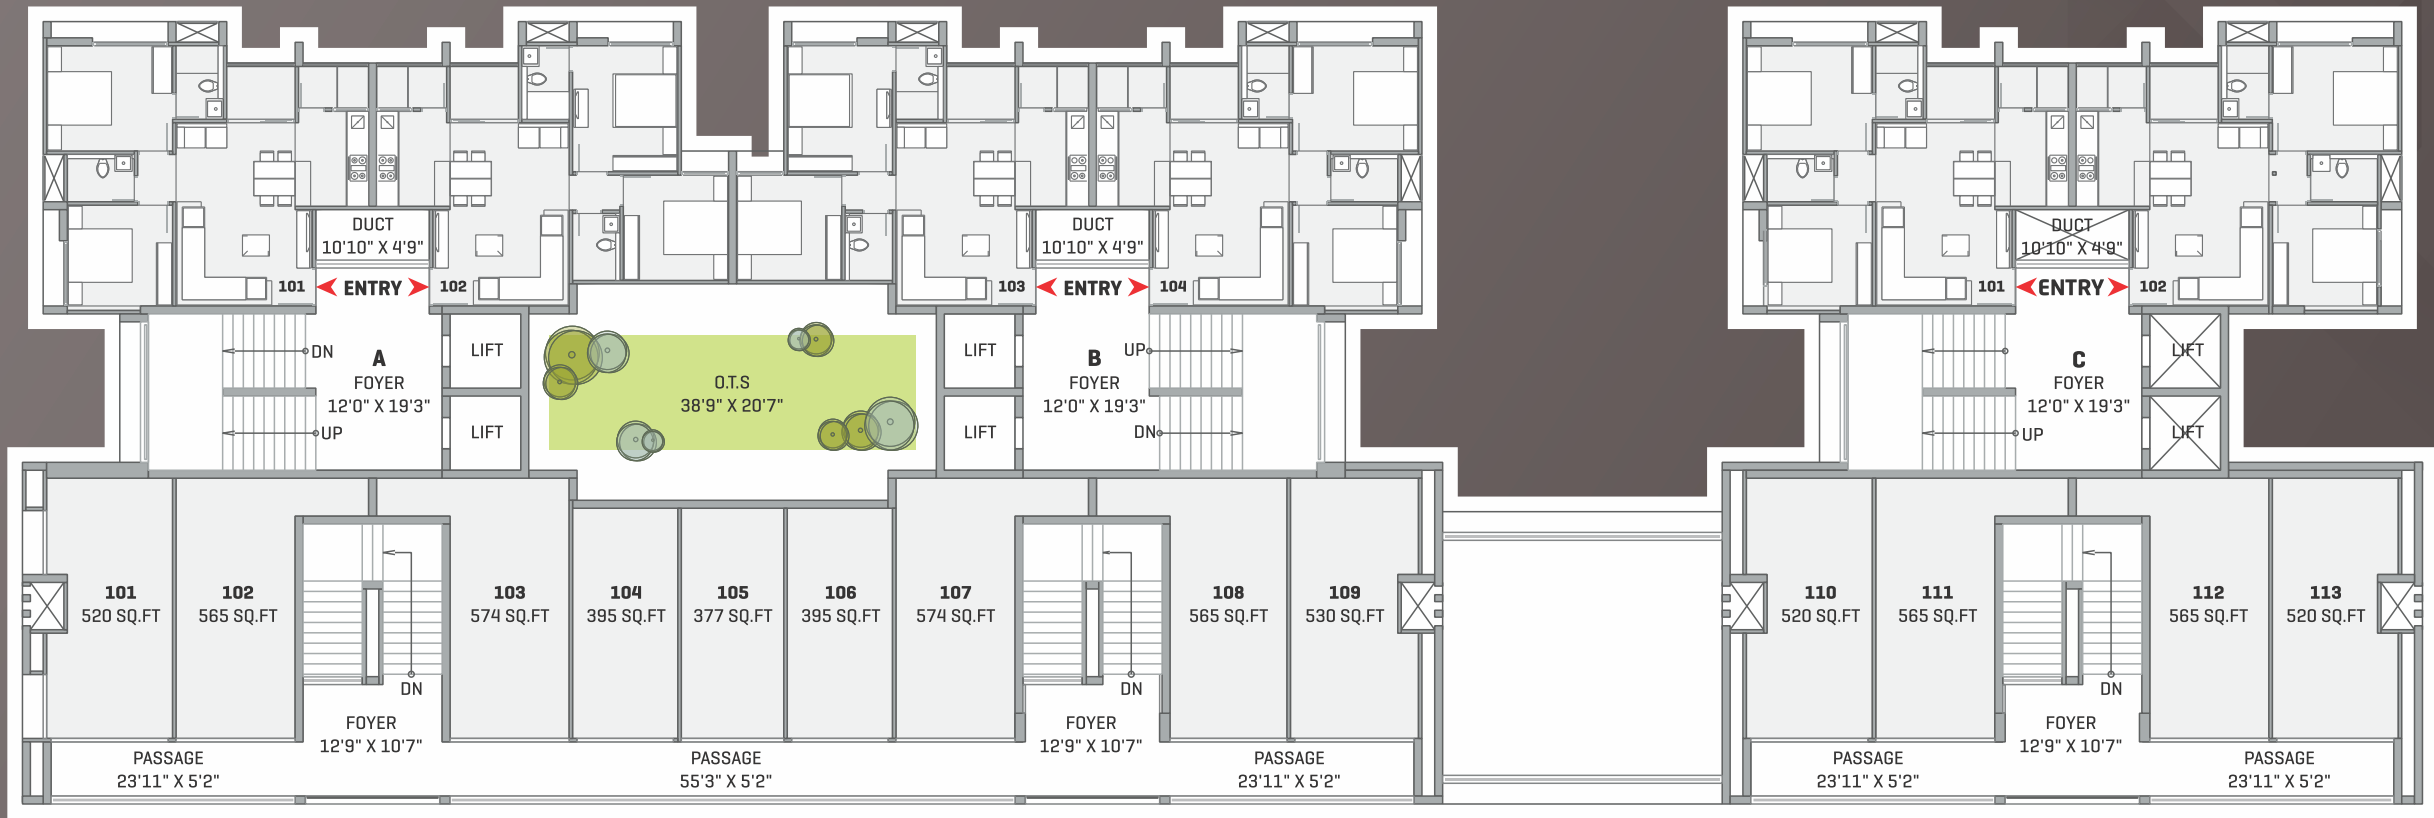 DUCT
10'10" X 4'9"
101
ENTRY
102
DUCT
10'10" X 4'9"
103
ENTRY
104
DUCT
10'10" X 4'9"
101
ENTRY
102
DN
A
FOYER
12'0" X 19'3"
UP
LIFT
LIFT
O.T.S
38'9" X 20'7"
LIFT
LIFT
UP
B
FOYER
12'0" X 19'3"
DN
C
FOYER
12'0" X 19'3"
UP
LIFT
LIFT
101
520 SQ.FT
102
565 SQ.FT
103
574 SQ.FT
104
395 SQ.FT
105
377 SQ.FT
106
395 SQ.FT
107
574 SQ.FT
108
565 SQ.FT
109
530 SQ.FT
110
520 SQ.FT
111
565 SQ.FT
112
565 SQ.FT
113
520 SQ.FT
DN
FOYER
12'9" X 10'7"
DN
FOYER
12'9" X 10'7"
DN
FOYER
12'9" X 10'7"
PASSAGE
23'11" X 5'2"
PASSAGE
55'3" X 5'2"
PASSAGE
23'11" X 5'2"
PASSAGE
23'11" X 5'2"
PASSAGE
23'11" X 5'2"